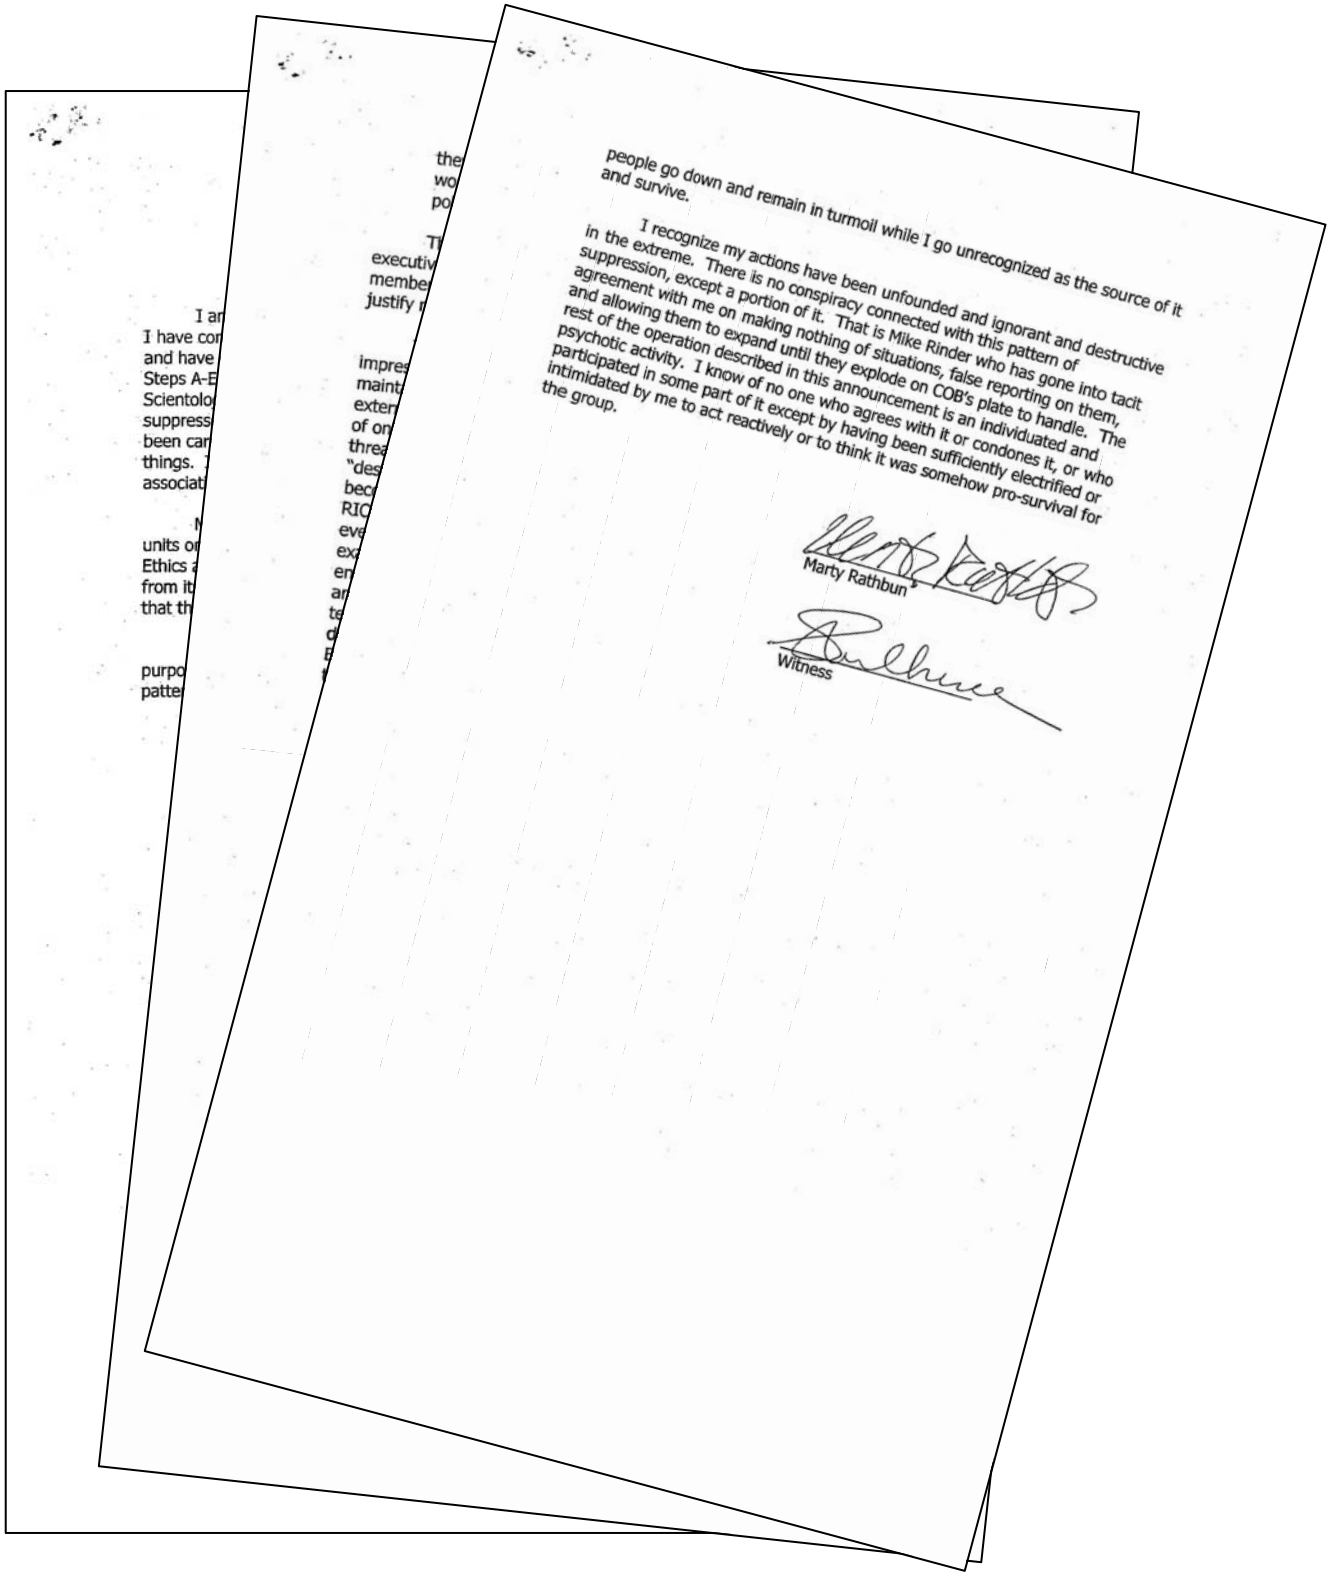 I an
I have cor
and have
Steps A-E
Scientolog
suppress
been car
things.
associati
units or
Ethics a
from it
that th
purpo
patter
the
wo
po
Th
executiv
member
justify r
impres
maint
exter
of on
threa
"des
beco
RIC
eve
exa
en
an
te
d
E
people go down and remain in turmoil while I go unrecognized as the source of it
and survive.
I recognize my actions have been unfounded and ignorant and destructive
in the extreme. There is no conspiracy connected with this pattern of
suppression, except a portion of it. That is Mike Rinder who has gone into tacit
agreement with me on making nothing of situations, false reporting on them,
and allowing them to expand until they explode on COB's plate to handle. The
rest of the operation described in this announcement is an individuated and
psychotic activity. I know of no one who agrees with it or condones it, or who
participated in some part of it except by having been sufficiently electrified or
intimidated by me to act reactively or to think it was somehow pro-survival for
the group.
Marty Rathbun
Witness